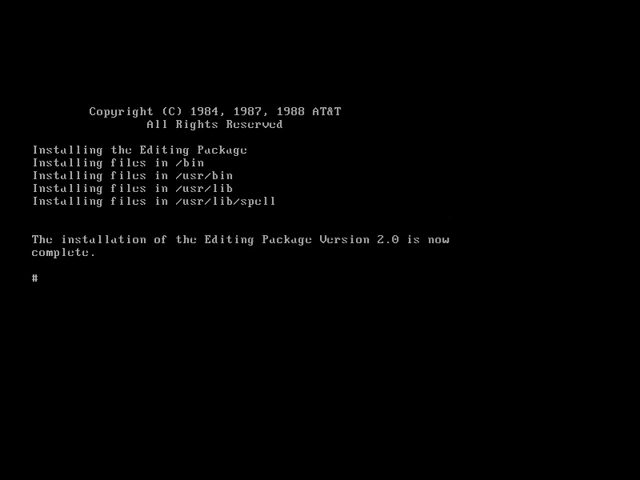 Copyright (C) 1984, 1987, 1988 AT&T
All Rights Reserved
Installing the Editing Package
Installing files in /bin
Installing files in /usr/bin
Installing files in /usr/lib
Installing files in /usr/lib/spell
The installation of the Editing Package Version 2.0 is now
complete.
#